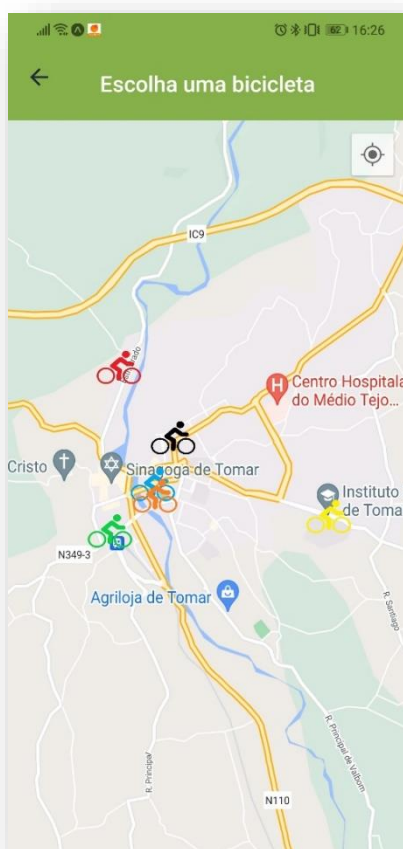 62 16:26
Escolha uma bicicleta
IC9
Centro Hospitala
do Médio Tejo...
Cristo
Sinagoga de Tomar
Instituto
de Toma
N349-3
Agriloja de Tomar
R. Santiago
R. Principal de Valbom
R. Principal
N110